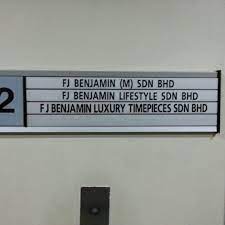 2
FJ BENJAMIN (M) SDN BHD
FJ BENJAMIN LIFESTYLE SDN BHD
FJ BENJAMIN LUXURY TIMEPIECES SDN BHD